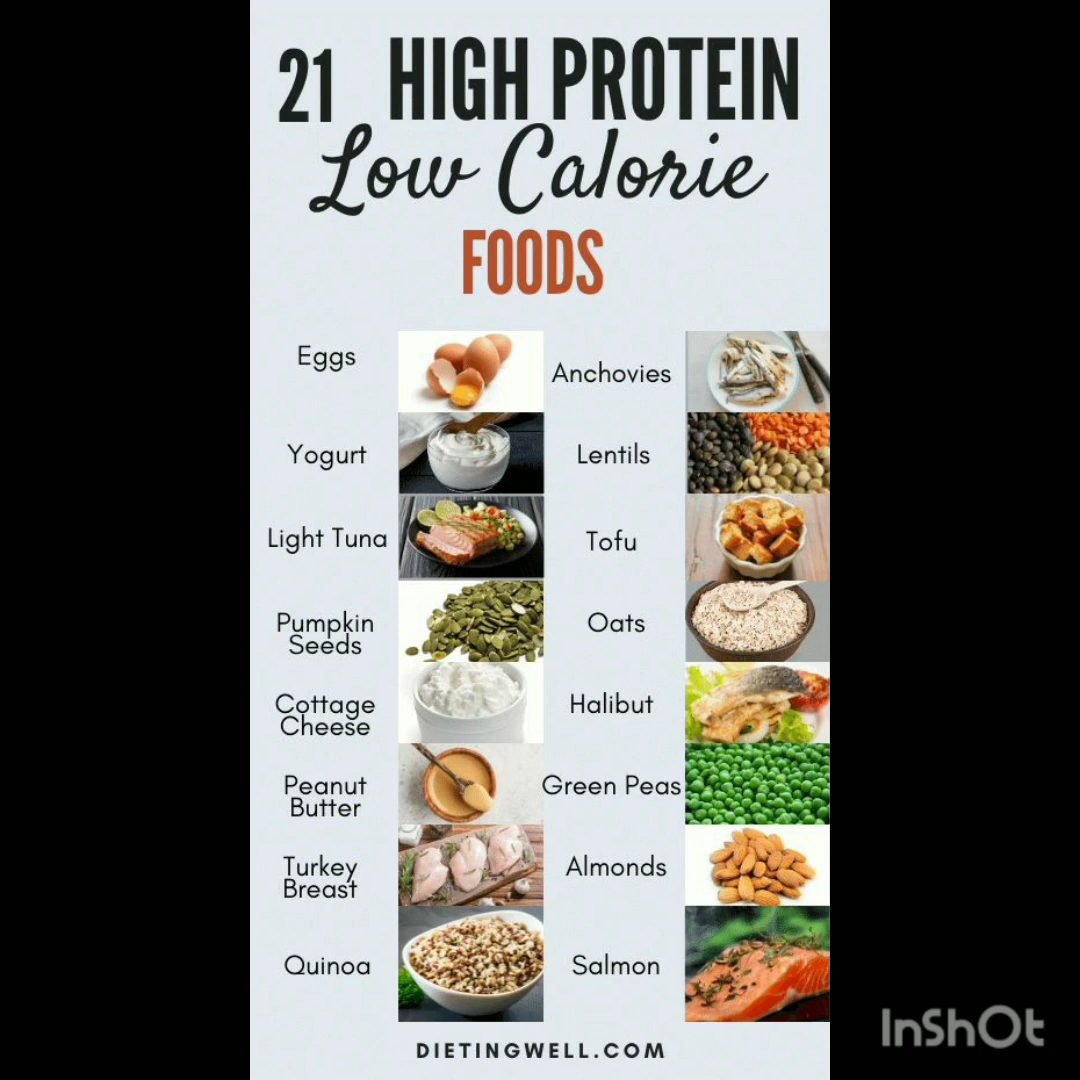 21 HIGH PROTEIN
Low Calorie
FOODS
Eggs
Anchovies
Yogurt
Lentils
Light Tuna
Tofu
Pumpkin
Seeds
Oats
Cottage
Cheese
Halibut
Peanut
Butter
Green Peas
Turkey
Breast
Almonds
Quinoa
Salmon
InShOt
DIETINGWELL.COM